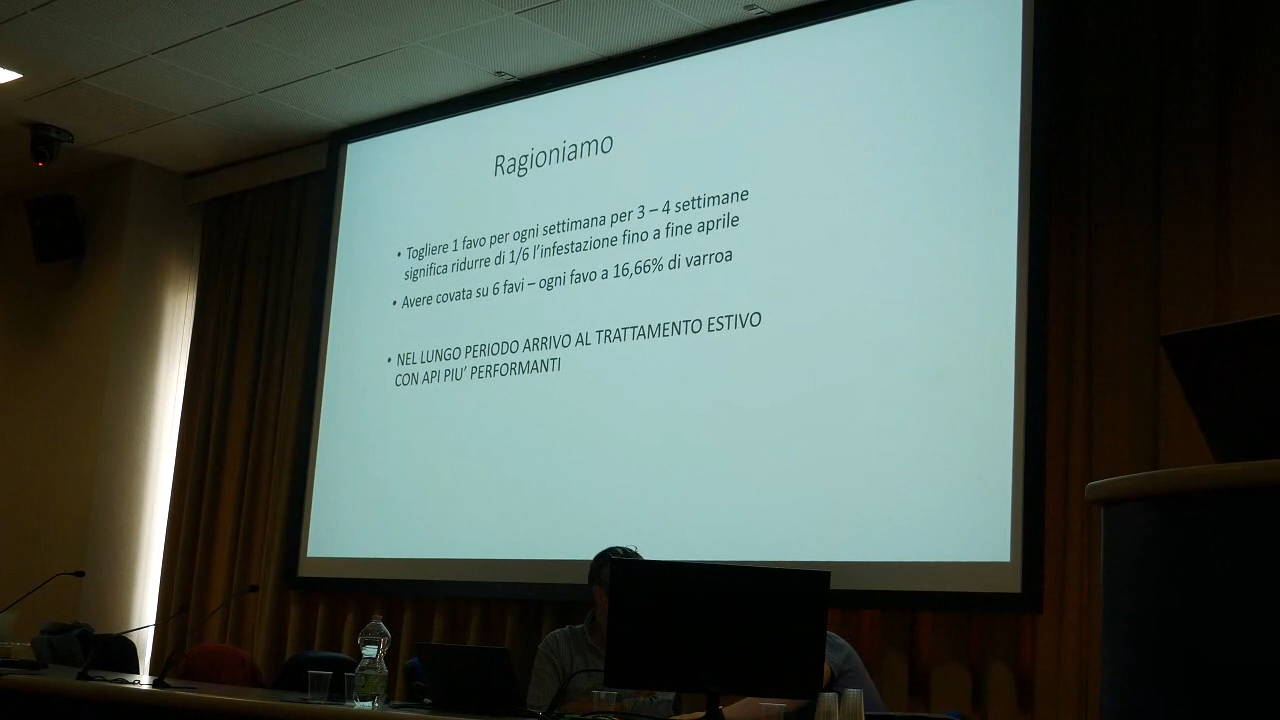 Ragioniamo
• Togliere 1 favo per ogni settimana per 3 – 4 settimane
significa ridurre di 1/6 l'infestazione fino a fine aprile
• Avere covata su 6 favi – ogni favo a 16,66% di varroa
• NEL LUNGO PERIODO ARRIVO AL TRATTAMENTO ESTIVO
CON API PIU' PERFORMANTI